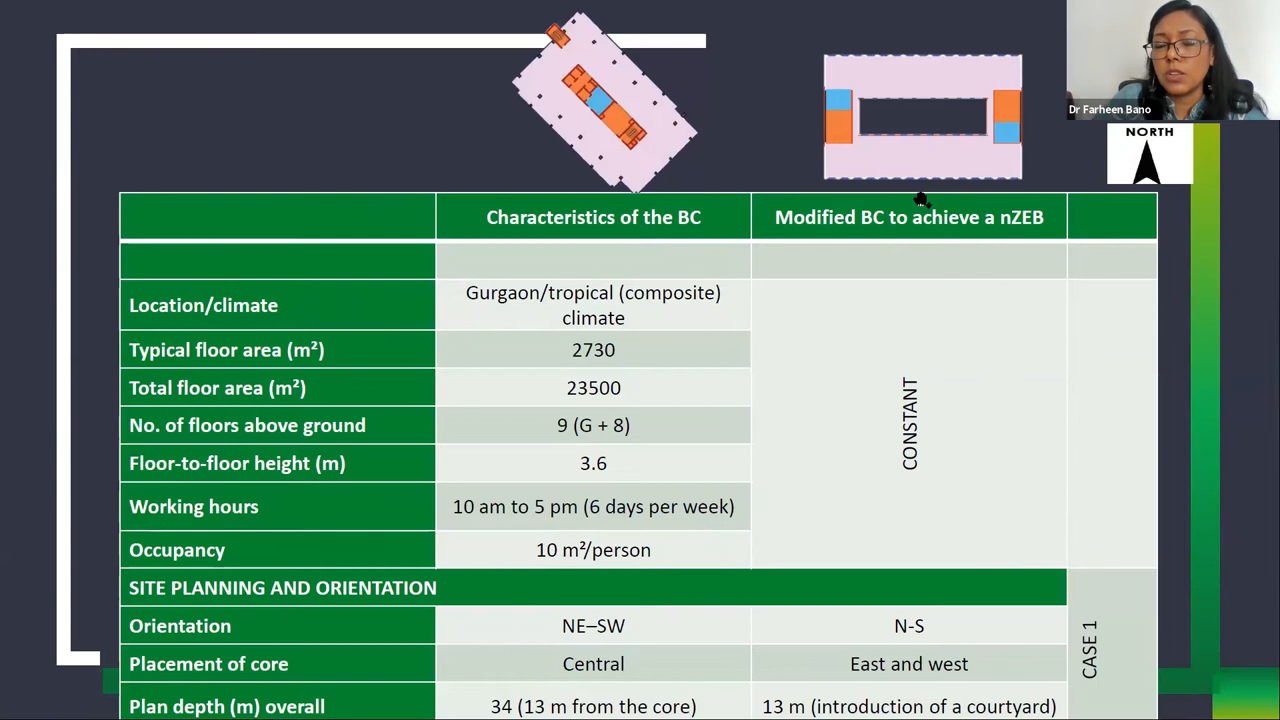 Dr Farheen Bano
NORTH
Characteristics of the BC
Modified BC to achieve a nZEB
Location/climate
Gurgaon/tropical (composite)
climate
CONSTANT
Typical floor area (m²)
2730
Total floor area (m²)
23500
No. of floors above ground
9 (G + 8)
Floor-to-floor height (m)
3.6
Working hours
10 am to 5 pm (6 days per week)
Occupancy
10 m²/person
SITE PLANNING AND ORIENTATION
CASE 1
Orientation
NE–SW
N-S
Placement of core
Central
East and west
Plan depth (m) overall
34 (13 m from the core)
13 m (introduction of a courtyard)